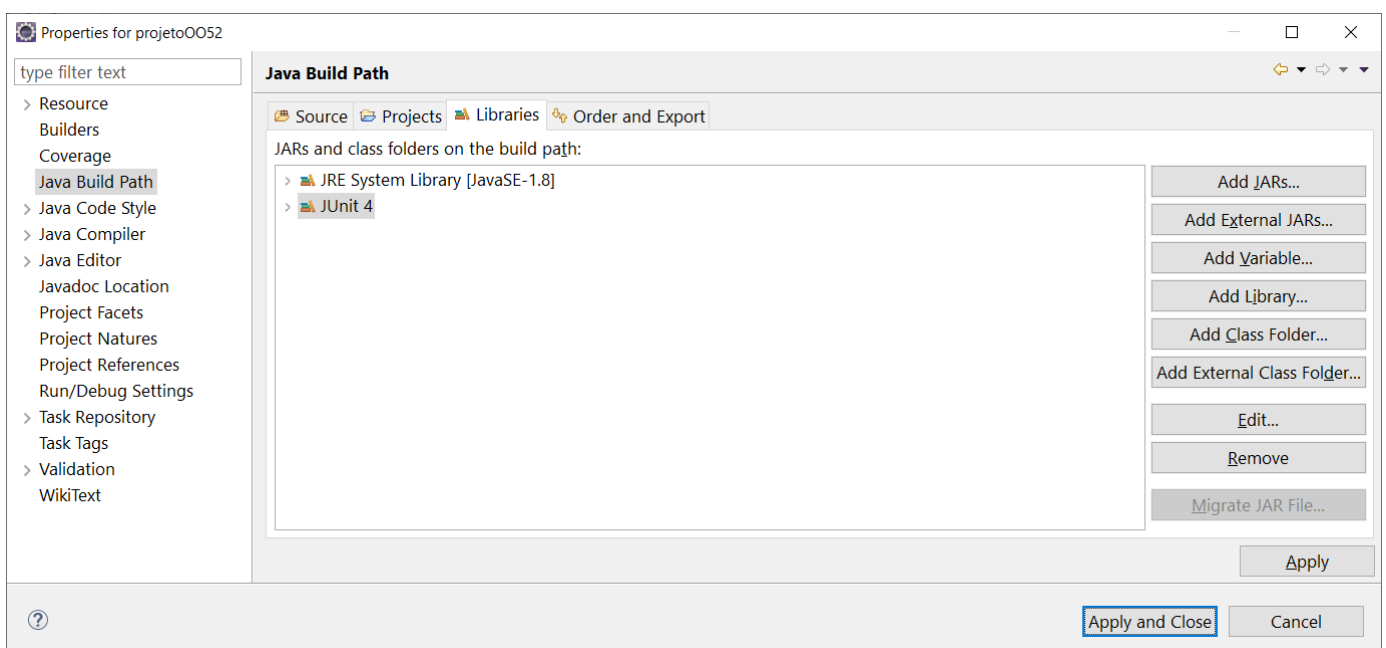 Properties for projetoOO52
type filter text
Resource
Builders
Coverage
Java Build Path
Java Code Style
Java Compiler
Java Editor
Javadoc Location
Project Facets
Project Natures
Project References
Run/Debug Settings
Task Repository
Task Tags
Validation
WikiText
Java Build Path
Source Projects Libraries Order and Export
JARs and class folders on the build path:
JRE System Library [JavaSE-1.8]
JUnit 4
Add JARs...
Add External JARs...
Add Variable...
Add Library...
Add Class Folder...
Add External Class Folder...
Edit...
Remove
Migrate JAR File...
Apply
?
Apply and Close Cancel